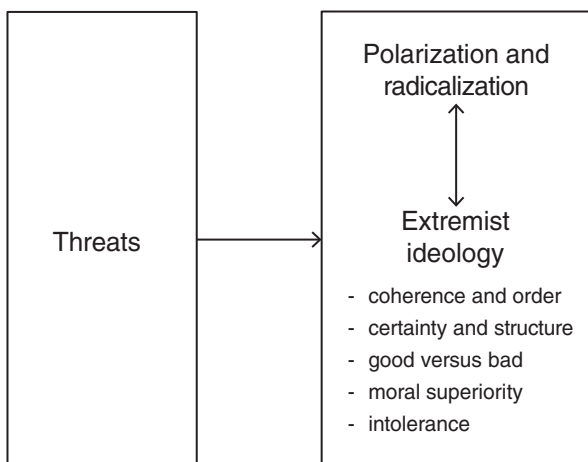 Threats
Polarization and
radicalization
Extremist
ideology
- coherence and order
- certainty and structure
- good versus bad
- moral superiority
- intolerance